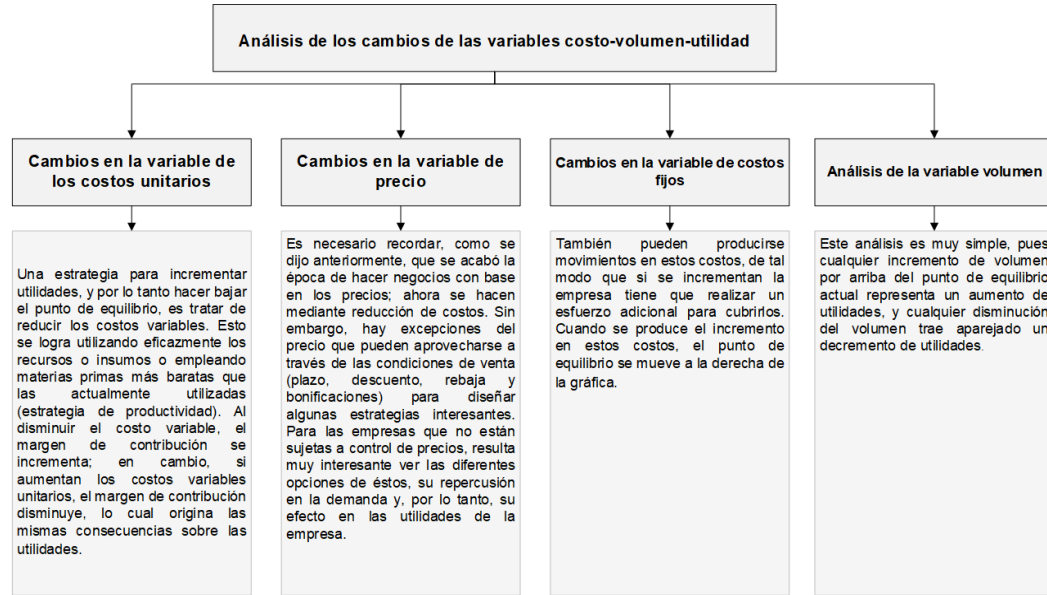 Análisis de los cambios de las variables costo-volumen-utilidad
Cambios en la variable de
los costos unitarios
Una estrategia para incrementar
utilidades, y por lo tanto hacer bajar
el punto de equilibrio, es tratar de
reducir los costos variables. Esto
se logra utilizando eficazmente los
recursos o insumos o empleando
materias primas más baratas que
las actualmente utilizadas
(estrategia de productividad). Al
disminuir el costo variable, el
margen de contribución se
incrementa; en cambio, si
aumentan los costos variables
unitarios, el margen de contribución
disminuye, lo cual origina las
mismas consecuencias sobre las
utilidades.
Cambios en la variable de
precio
Es necesario recordar, como se
dijo anteriormente, que se acabó la
época de hacer negocios con base
en los precios; ahora se hacen
mediante reducción de costos. Sin
embargo, hay excepciones del
precio que pueden aprovecharse a
través de las condiciones de venta
(plazo, descuento, rebaja y
bonificaciones) para diseñar
algunas estrategias interesantes.
Para las empresas que no están
sujetas a control de precios, resulta
muy interesante ver las diferentes
opciones de éstos, su repercusión
en la demanda y, por lo tanto, su
efecto en las utilidades de la
empresa.
Cambios en la variable de costos
fijos
También pueden producirse
movimientos en estos costos, de tal
modo que si se incrementan la
empresa tiene que realizar un
esfuerzo adicional para cubrirlos.
Cuando se produce el incremento
en estos costos, el punto de
equilibrio se mueve a la derecha de
la gráfica.
Análisis de la variable volumen
Este análisis es muy simple, pues
cualquier incremento de volumen
por arriba del punto de equilibrio
actual representa un aumento de
utilidades, y cualquier disminución
del volumen trae aparejado un
decremento de utilidades.